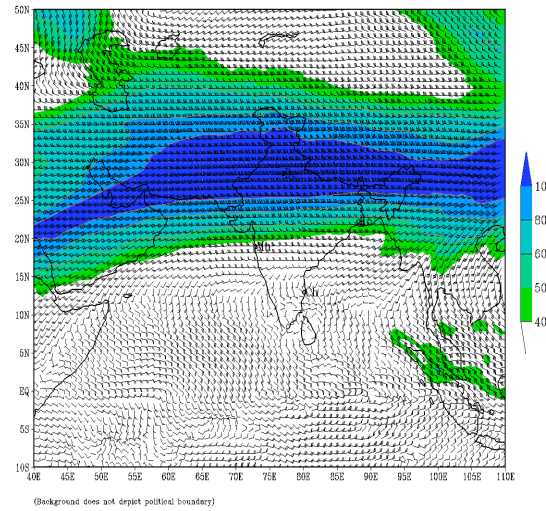 50N
45N
40N
35N
30N
25N
20N
15N
10N
5N
EQ
5S
10S
40E 45E 50E 55E 60E 65E 70E 75E 80E 85E 90E 95E 100E 105E 110E
Ch
80
60
50
40
(Background does not depict political boundary)